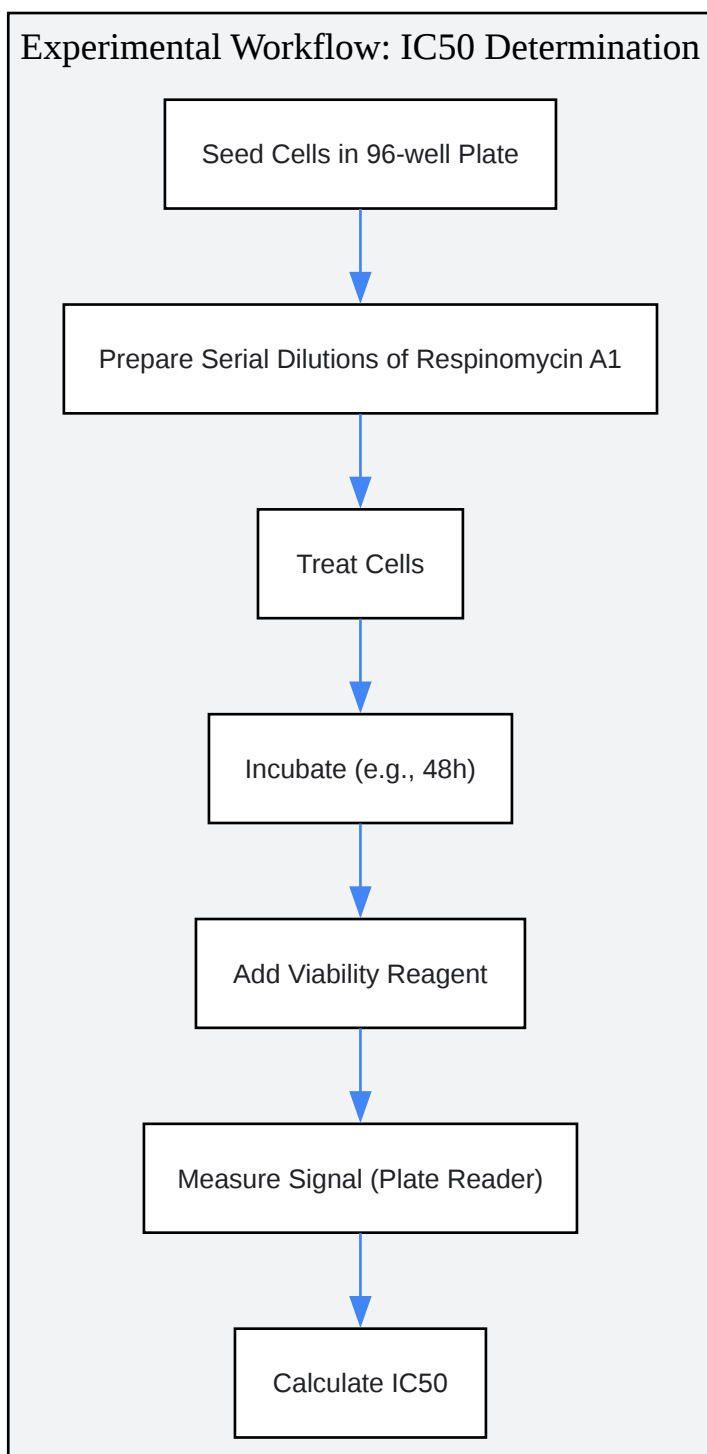 Experimental Workflow: IC50 Determination
Seed Cells in 96-well Plate
Prepare Serial Dilutions of Respinomycin A1
Treat Cells
Incubate (e.g., 48h)
Add Viability Reagent
Measure Signal (Plate Reader)
Calculate IC50